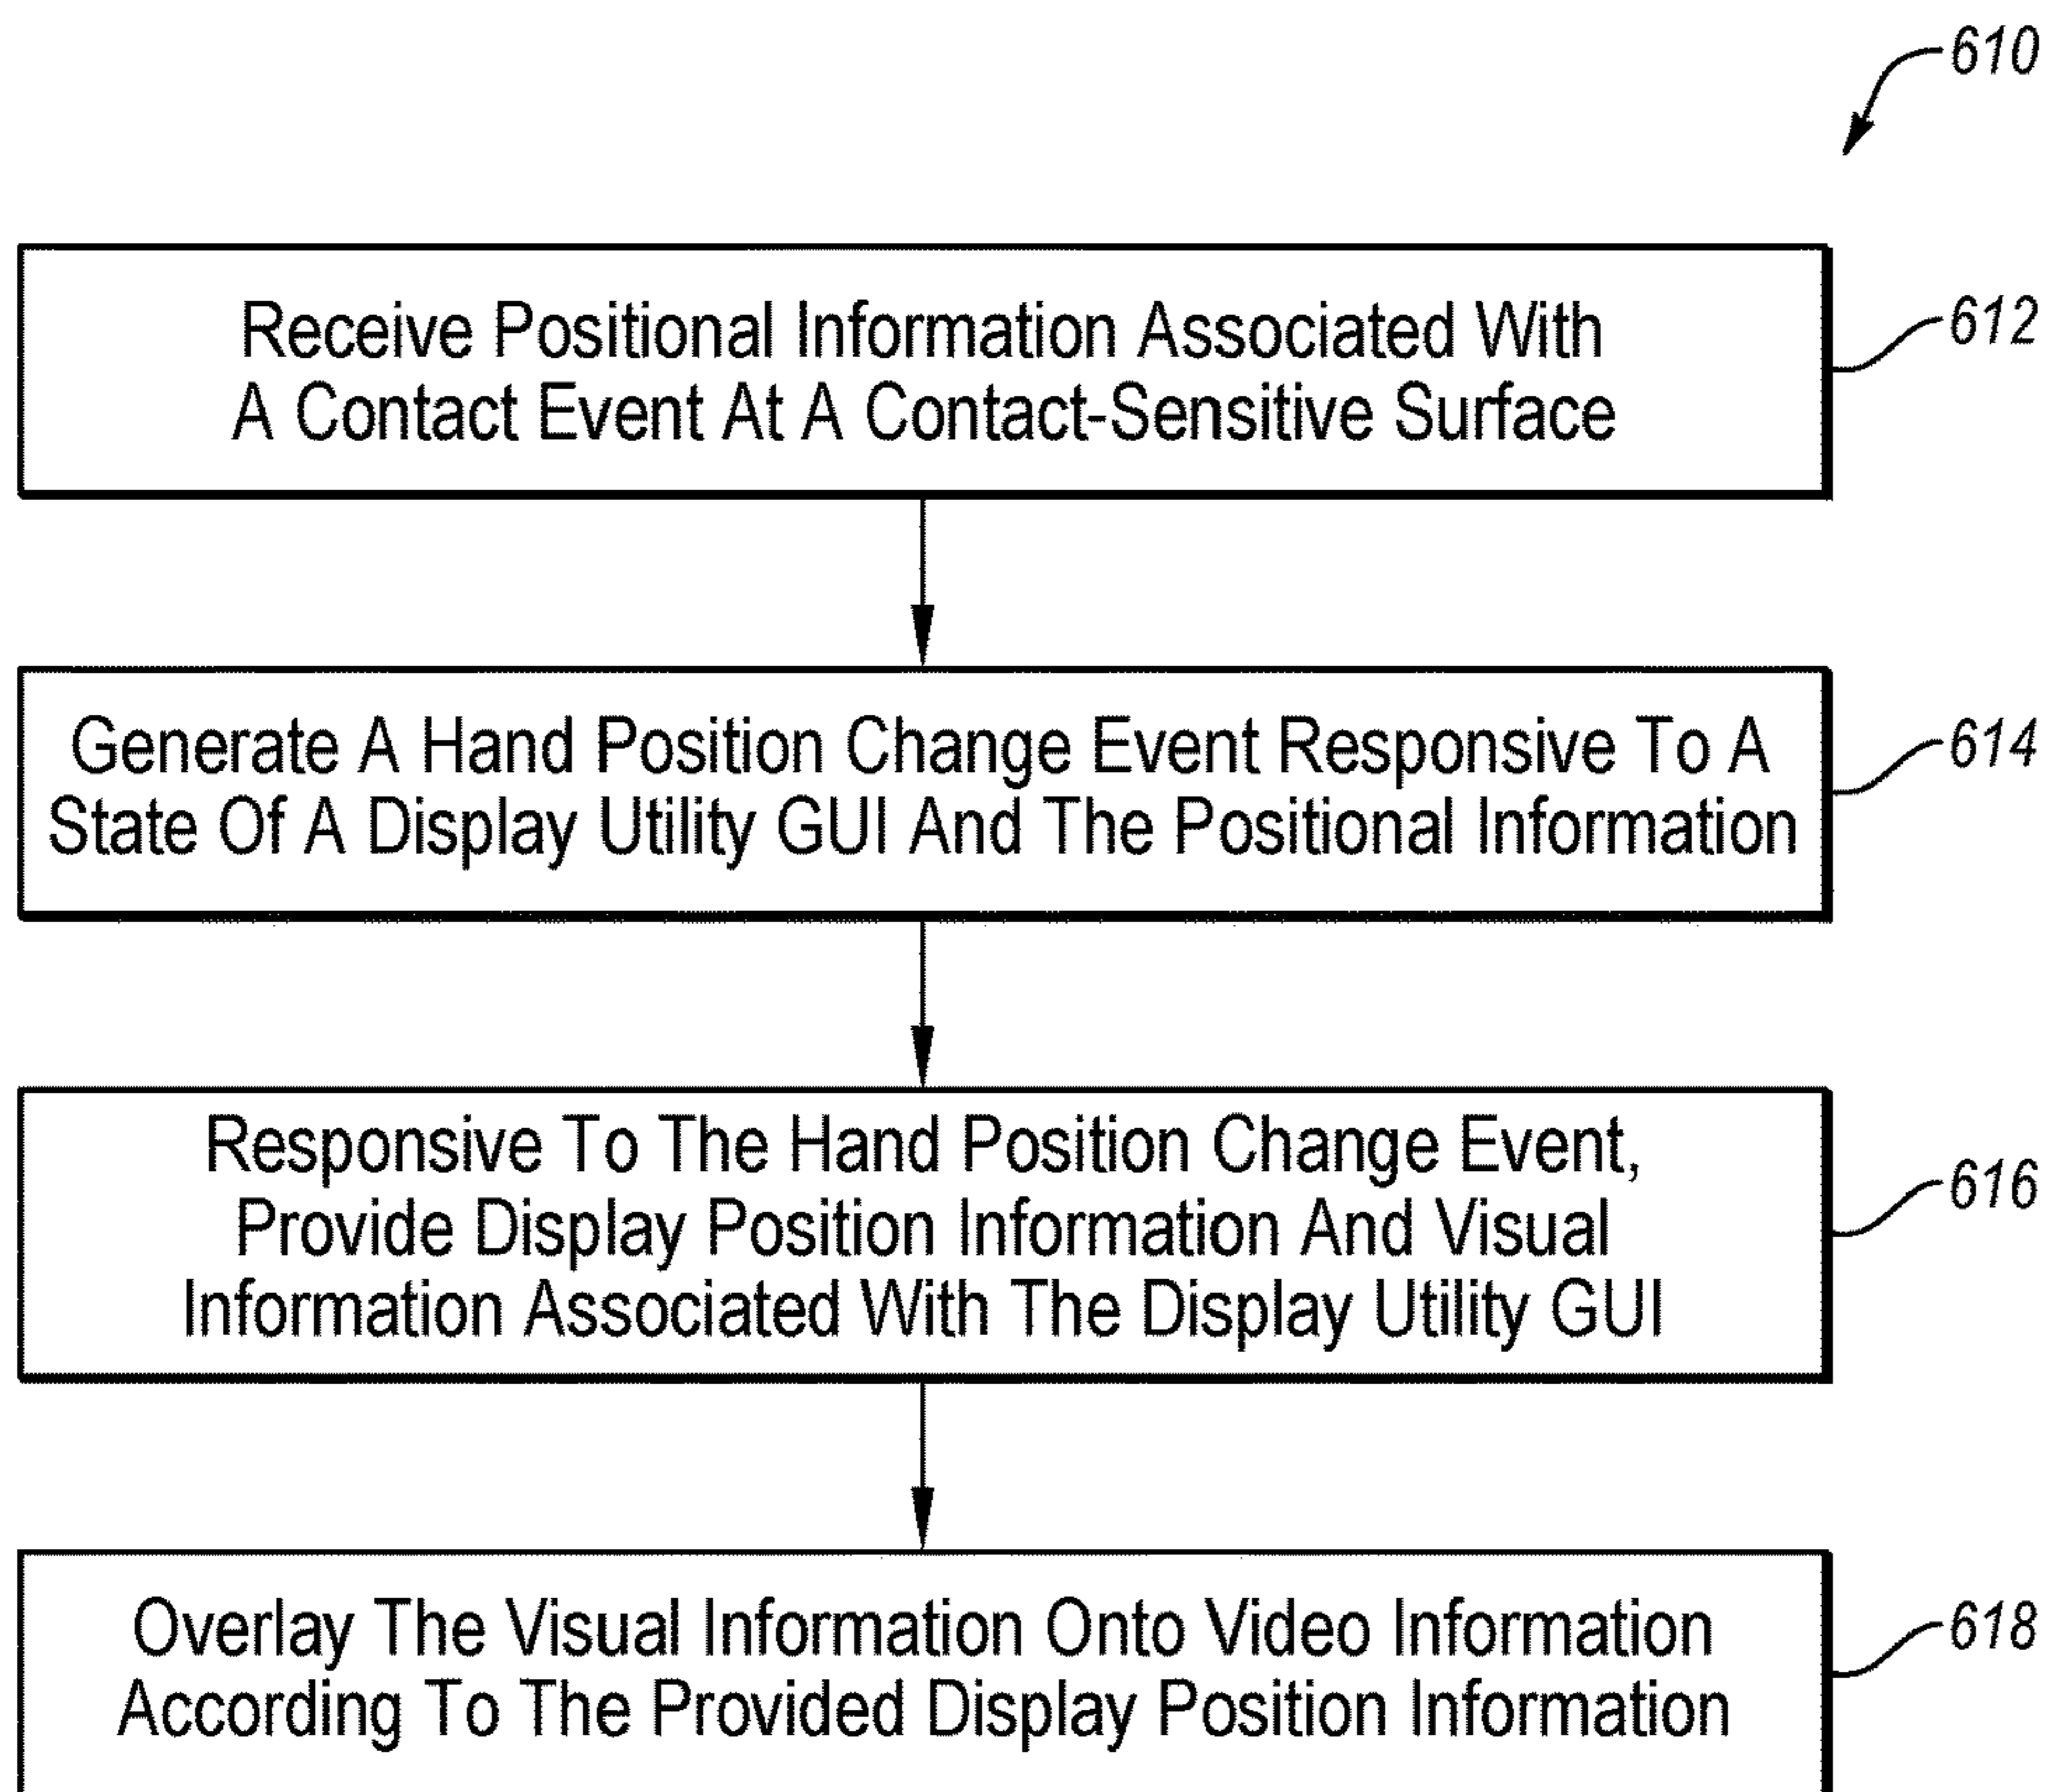 610
Receive Positional Information Associated With
A Contact Event At A Contact-Sensitive Surface
612
Generate A Hand Position Change Event Responsive To A
State Of A Display Utility GUI And The Positional Information
614
Responsive To The Hand Position Change Event,
Provide Display Position Information And Visual
Information Associated With The Display Utility GUI
616
Overlay The Visual Information Onto Video Information
According To The Provided Display Position Information
618